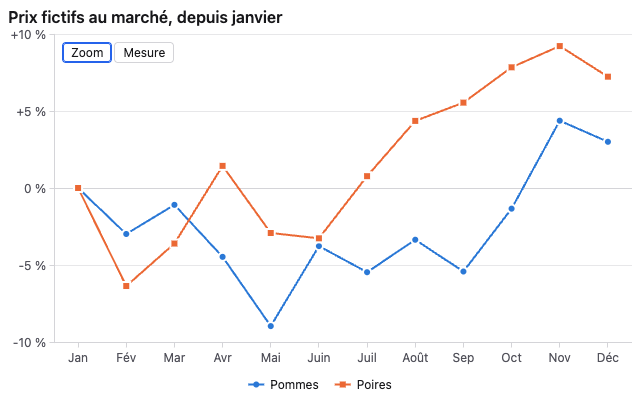 Prix fictifs au marché, depuis janvier
+10 %
Zoom Mesure
+5 %
0 %
-5 %
-10 %
Jan Fév Mar Avr Mai Juin Juil Août Sep Oct Nov Déc
Pommes Poires